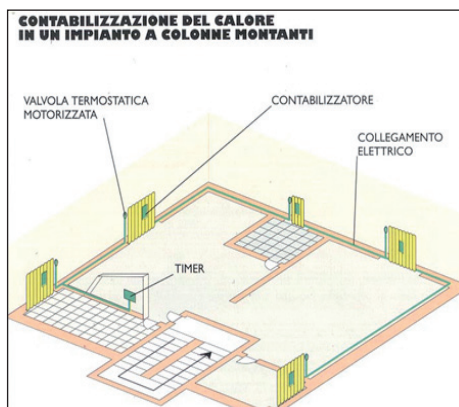 CONTABILIZZAZIONE DEL CALORE
IN UN IMPIANTO A COLONNE MONTANTI
VALVOLA TERMOSTATICA
MOTORIZZATA
CONTABILIZZATORE
COLLEGAMENTO
ELETTRICO
TIMER